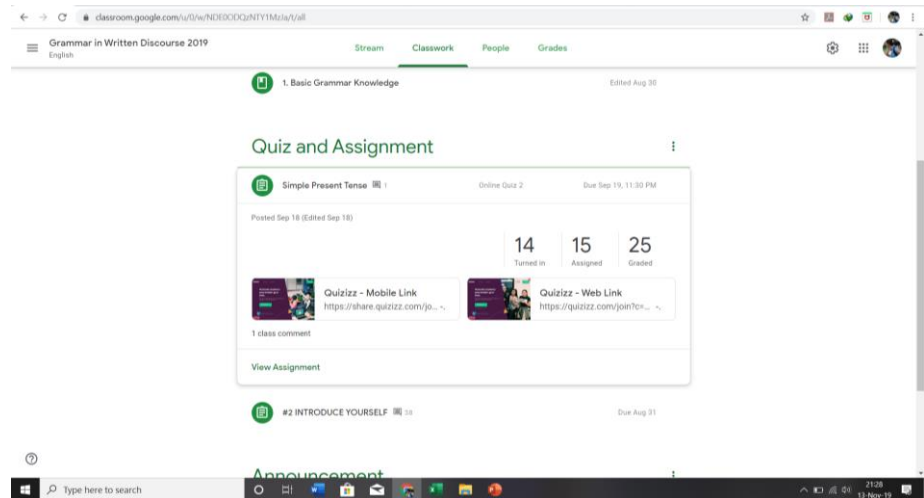 classroom.google.com/u/0/w/
Grammar in Written Discourse 2019
English
Stream Classwork People Grades
1. Basic Grammar Knowledge Edited Aug 30
Quiz and Assignment
Simple Present Tense 1 Online Quiz 2 Due Sep 19, 11:30 PM
Posted Sep 18 (Edited Sep 18)
14 15 25
Turned in Assigned Graded
Quizizz - Mobile Link
https://share.quizizz.com/jo...
Quizizz - Web Link
https://quizizz.com/join?c=...
1 class comment
View Assignment
#2 INTRODUCE YOURSELF 38 Due Aug 31
Announcement
Type here to search
21:28
13-Nov-19